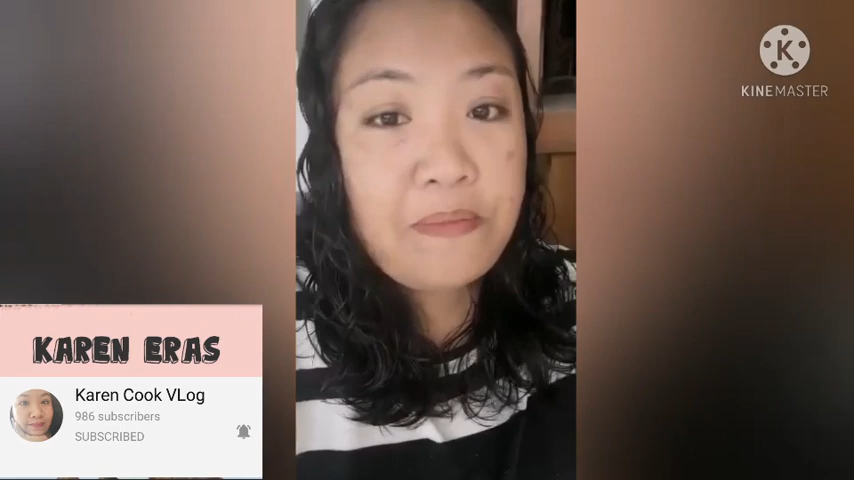 K
KINEMASTER
KAREN ERAS
Karen Cook VLog
986 subscribers
SUBSCRIBED